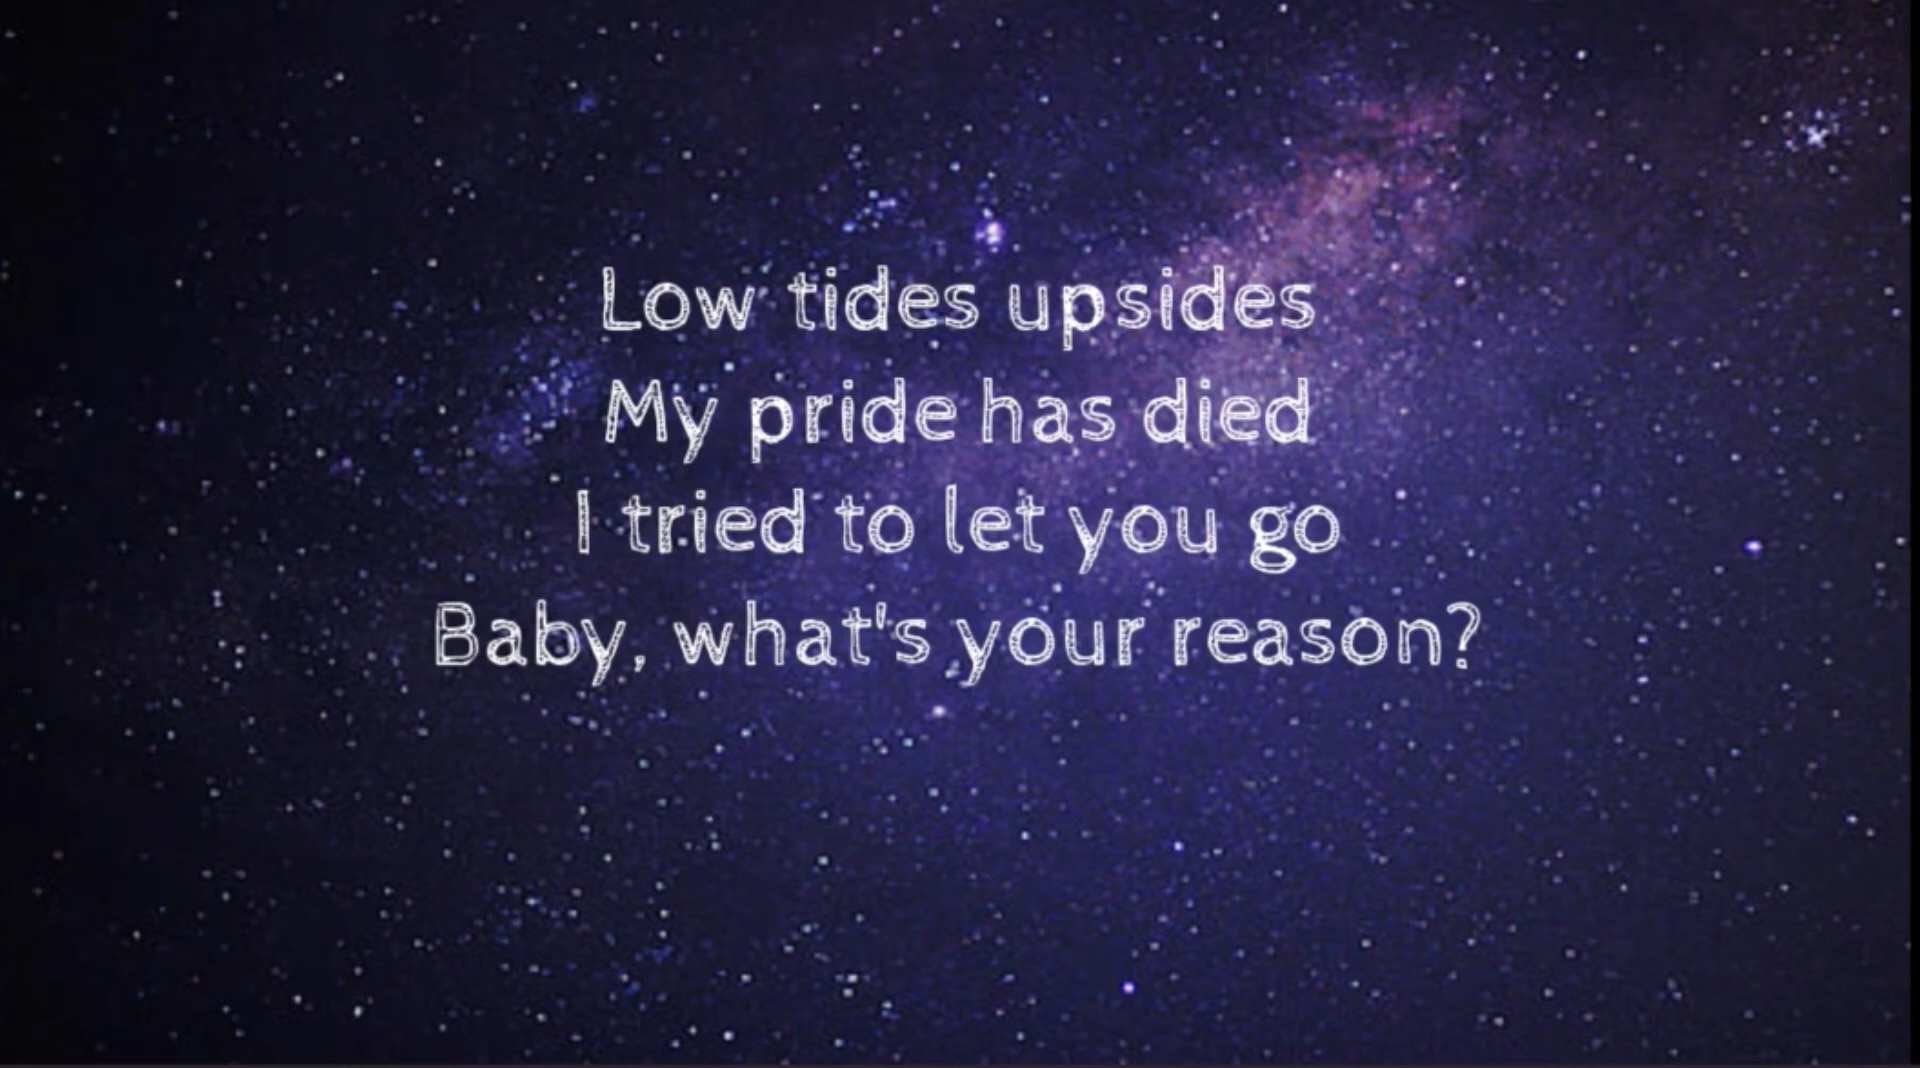 Low tides upsides
My pride has died
I tried to let you go
Baby, what's your reason?